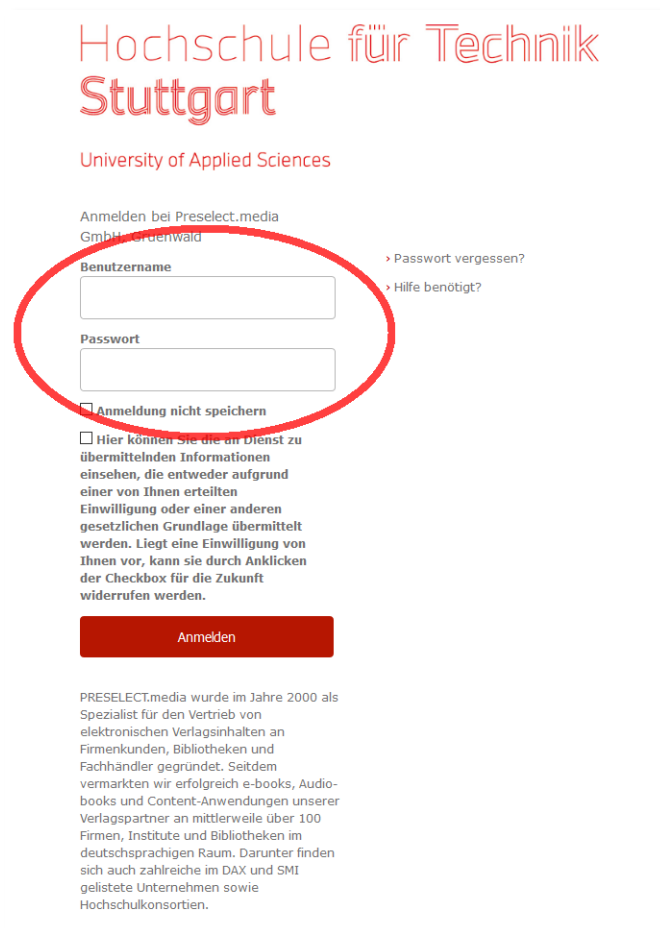 Hochschule für Technik
Stuttgart
University of Applied Sciences
Anmelden bei Preselect.media
GmbH, Gruenwald
Benutzername
Passwort
Anmeldung nicht speichern
Hier können Sie die an Dienst zu
übermittelnden Informationen
einsehen, die entweder aufgrund
einer von Ihnen erteilten
Einwilligung oder einer anderen
gesetzlichen Grundlage übermittelt
werden. Liegt eine Einwilligung von
Ihnen vor, kann sie durch Anklicken
der Checkbox für die Zukunft
widerrufen werden.
Anmelden
› Passwort vergessen?
› Hilfe benötigt?
PRESELECT.media wurde im Jahre 2000 als
Spezialist für den Vertrieb von
elektronischen Verlagsinhalten an
Firmenkunden, Bibliotheken und
Fachhändler gegründet. Seitdem
vermarkten wir erfolgreich e-books, Audio-
books und Content-Anwendungen unserer
Verlagspartner an mittlerweile über 100
Firmen, Institute und Bibliotheken im
deutschsprachigen Raum. Darunter finden
sich auch zahlreiche im DAX und SMI
gelistete Unternehmen sowie
Hochschulkonsortien.